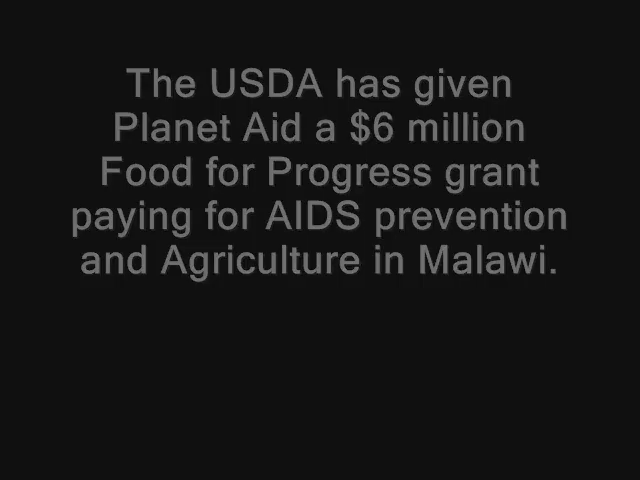 The USDA has given
Planet Aid a $6 million
Food for Progress grant
paying for AIDS prevention
and Agriculture in Malawi.